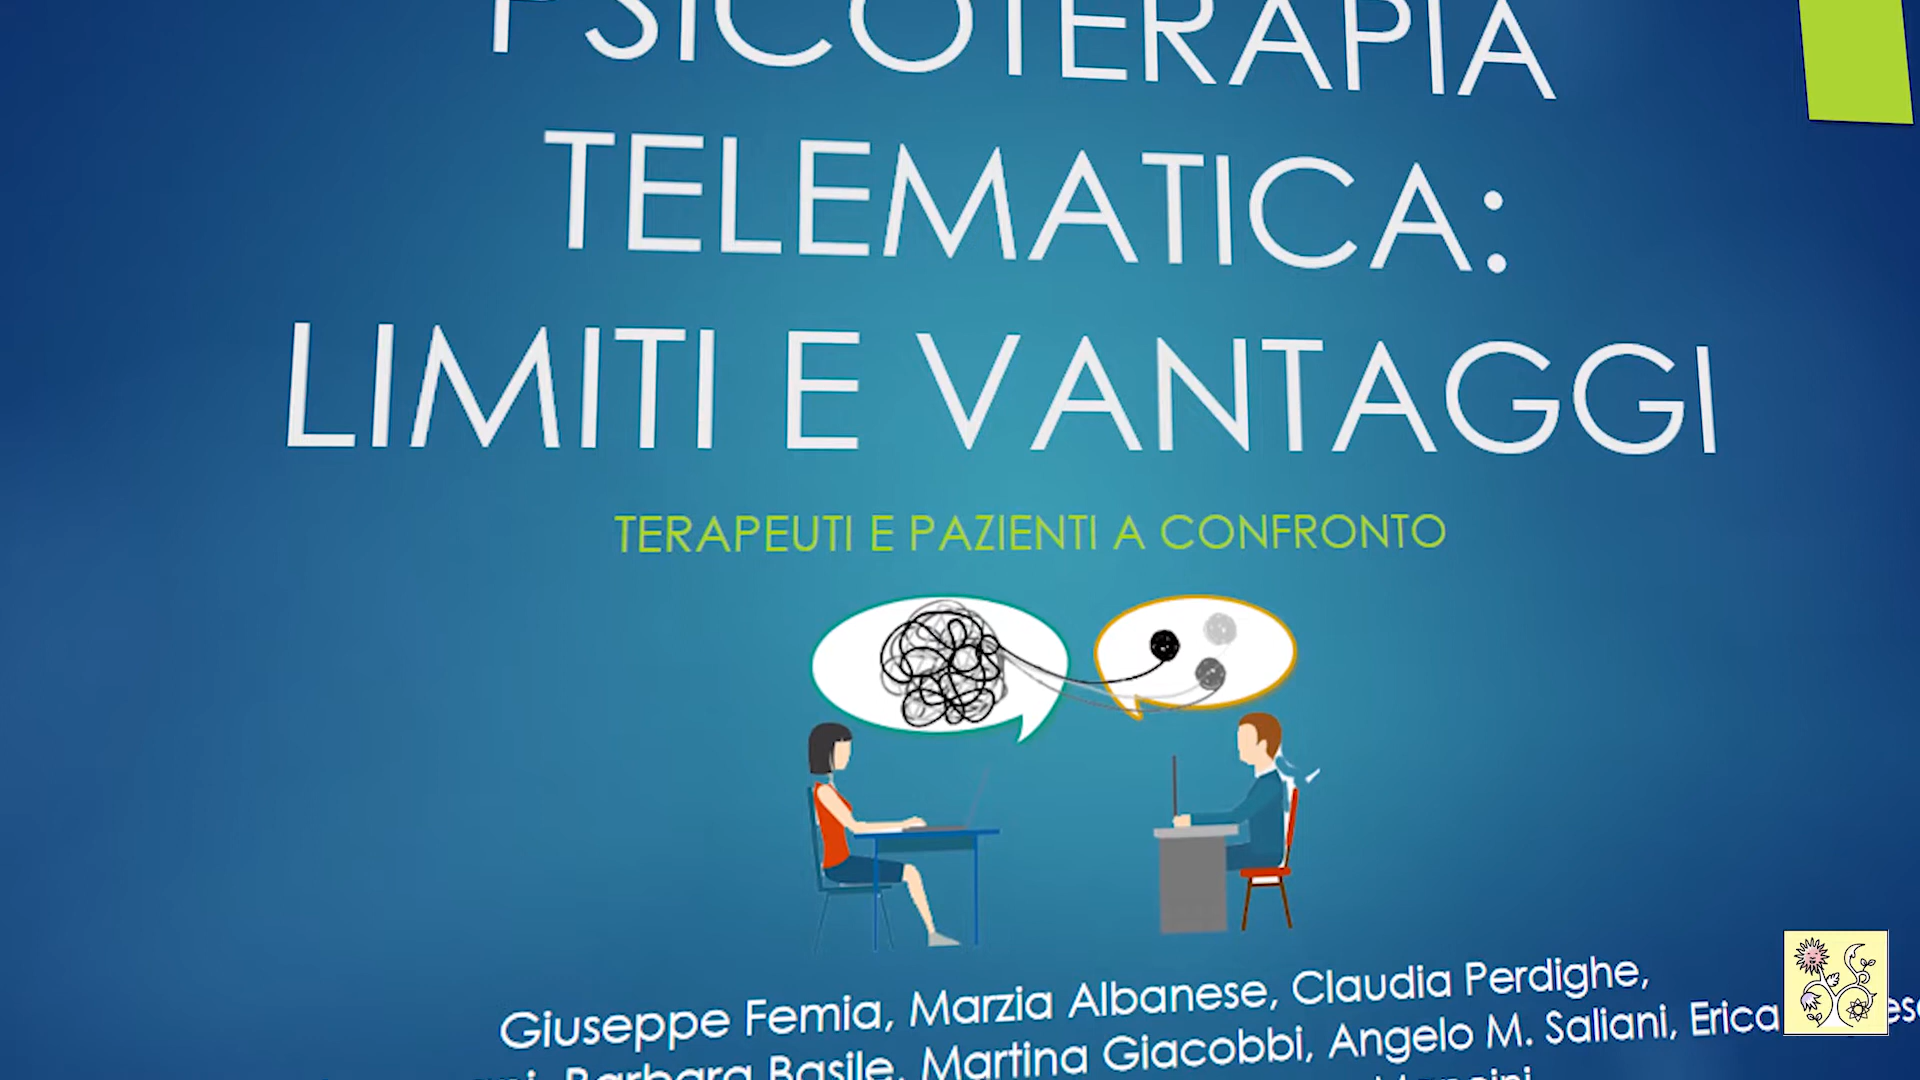 PSICOTERAPIA
TELEMATICA:
LIMITI E VANTAGGI
TERAPEUTI E PAZIENTI A CONFRONTO
Giuseppe Femia, Marzia Albanese, Claudia Perdighe,
Barbara Basile, Martina Giacobbi, Angelo M. Saliani, Erica
Mancini